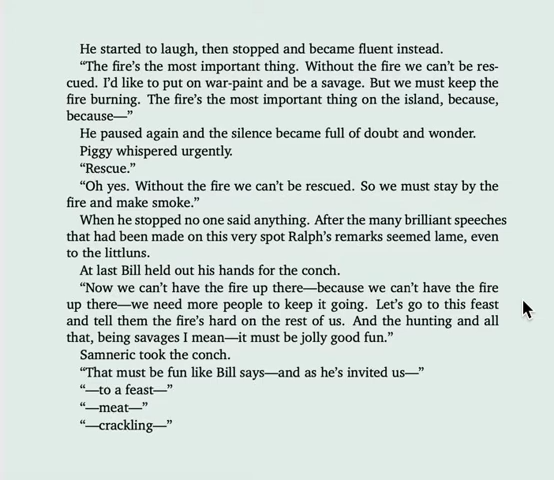 He started to laugh, then stopped and became fluent instead.
“The fire’s the most important thing. Without the fire we can’t be res-
cued. I’d like to put on war-paint and be a savage. But we must keep the
fire burning. The fire’s the most important thing on the island, because,
because—”
He paused again and the silence became full of doubt and wonder.
Piggy whispered urgently.
“Rescue.”
“Oh yes. Without the fire we can’t be rescued. So we must stay by the
fire and make smoke.”
When he stopped no one said anything. After the many brilliant speeches
that had been made on this very spot Ralph’s remarks seemed lame, even
to the littluns.
At last Bill held out his hands for the conch.
“Now we can’t have the fire up there—because we can’t have the fire
up there—we need more people to keep it going. Let’s go to this feast
and tell them the fire’s hard on the rest of us. And the hunting and all
that, being savages I mean—it must be jolly good fun.”
Samneric took the conch.
“That must be fun like Bill says—and as he’s invited us—”
“—to a feast—”
“—meat—”
“—crackling—”